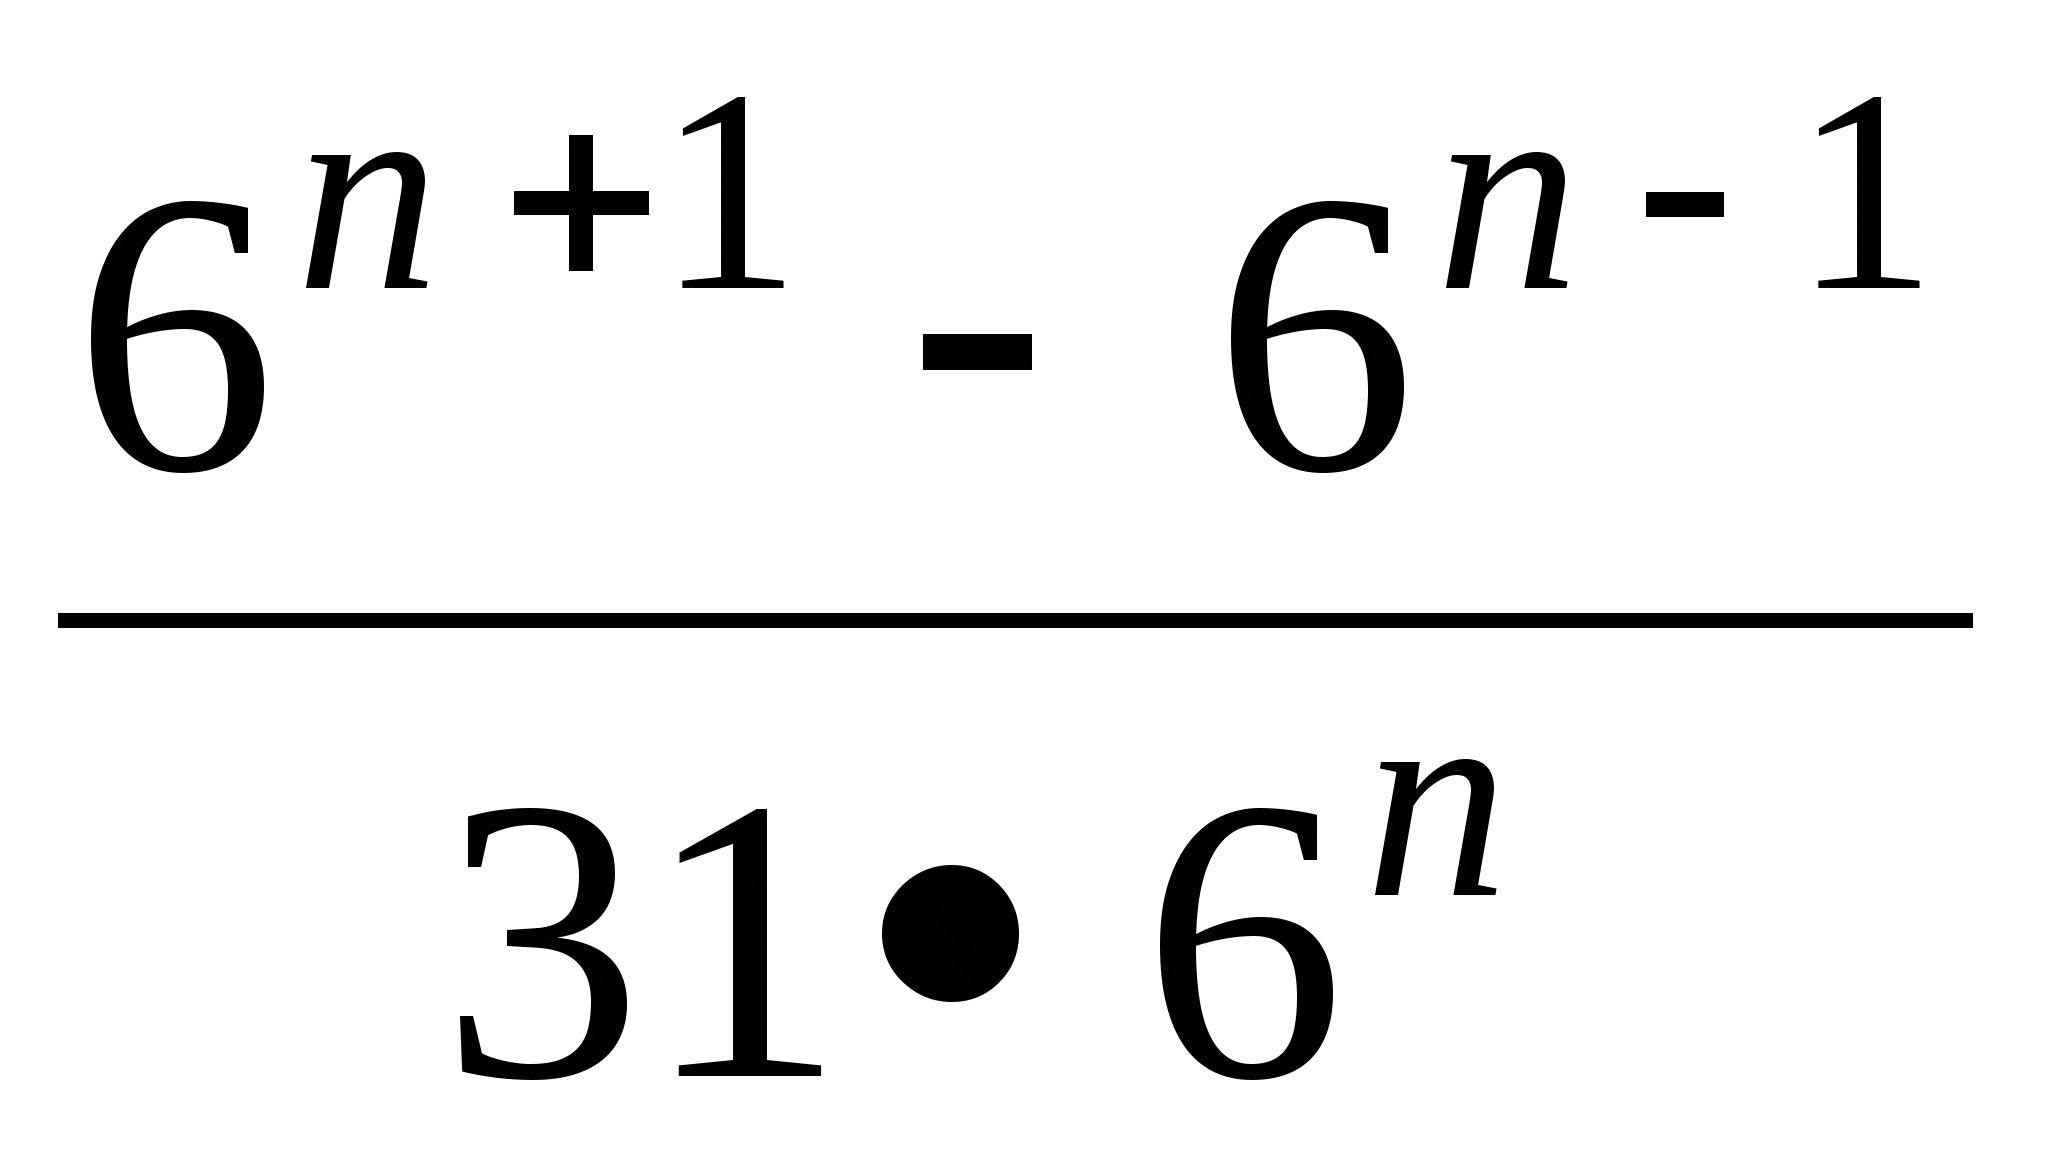 6^{n+1} - 6^{n-1}
31 • 6^n